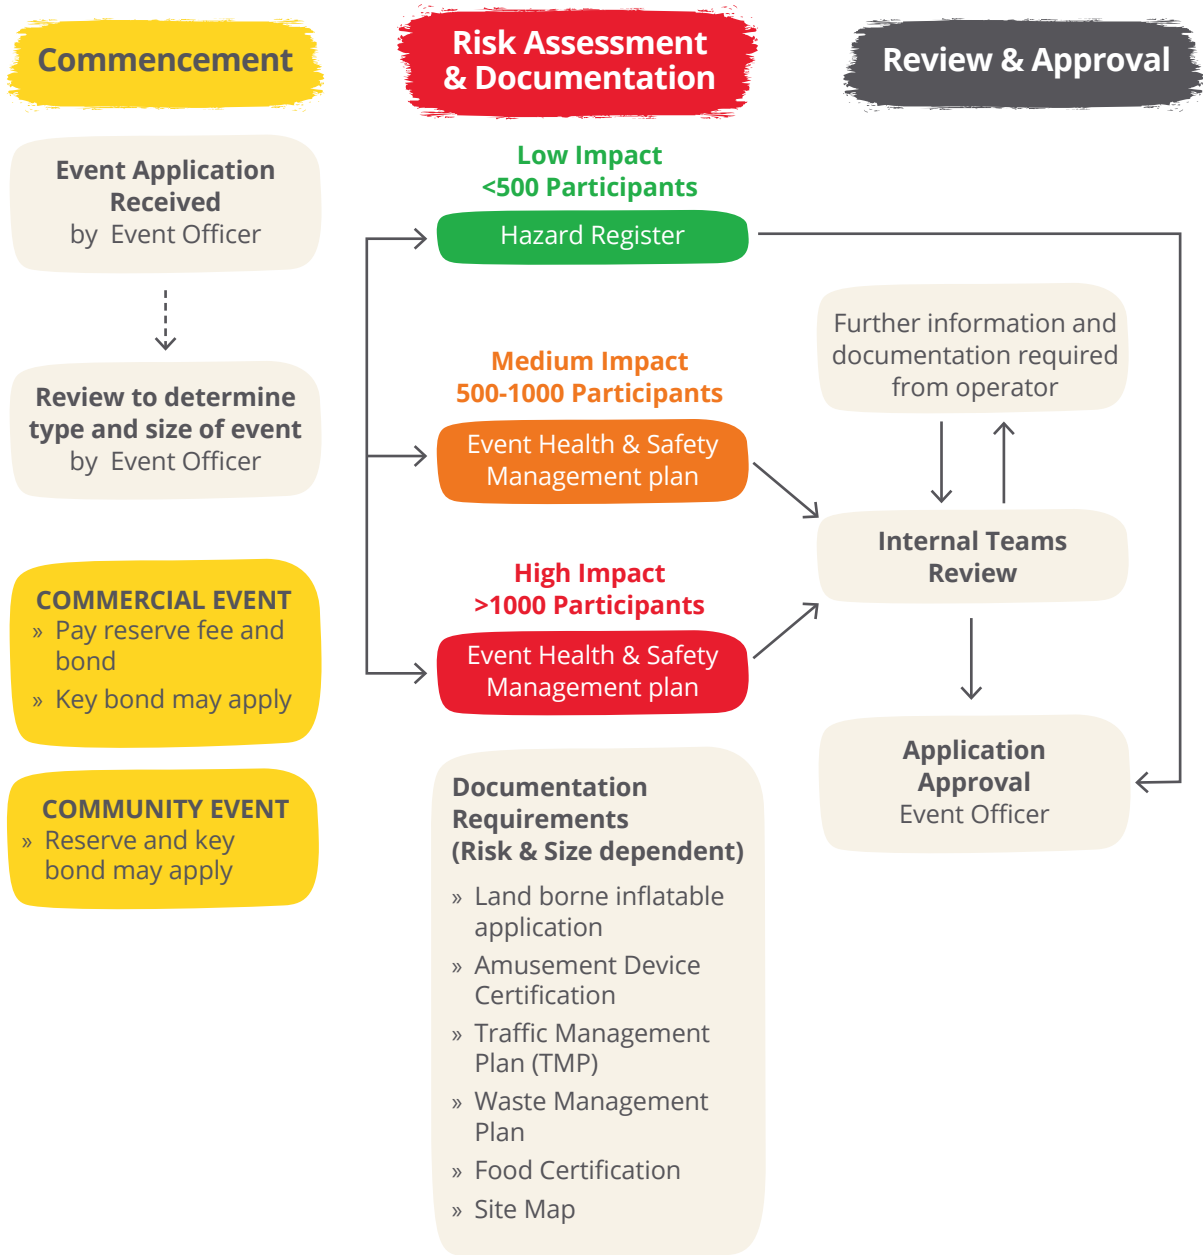 Commencement
Event Application
Received
by Event Officer
Review to determine
type and size of event
by Event Officer
COMMERCIAL EVENT
» Pay reserve fee and
bond
» Key bond may apply
COMMUNITY EVENT
» Reserve and key
bond may apply
Risk Assessment
& Documentation
Low Impact
<500 Participants
Hazard Register
Medium Impact
500-1000 Participants
Event Health & Safety
Management plan
High Impact
>1000 Participants
Event Health & Safety
Management plan
Documentation
Requirements
(Risk & Size dependent)
» Land borne inflatable
application
» Amusement Device
Certification
» Traffic Management
Plan (TMP)
» Waste Management
Plan
» Food Certification
» Site Map
Review & Approval
Further information and
documentation required
from operator
Internal Teams
Review
Application
Approval
Event Officer